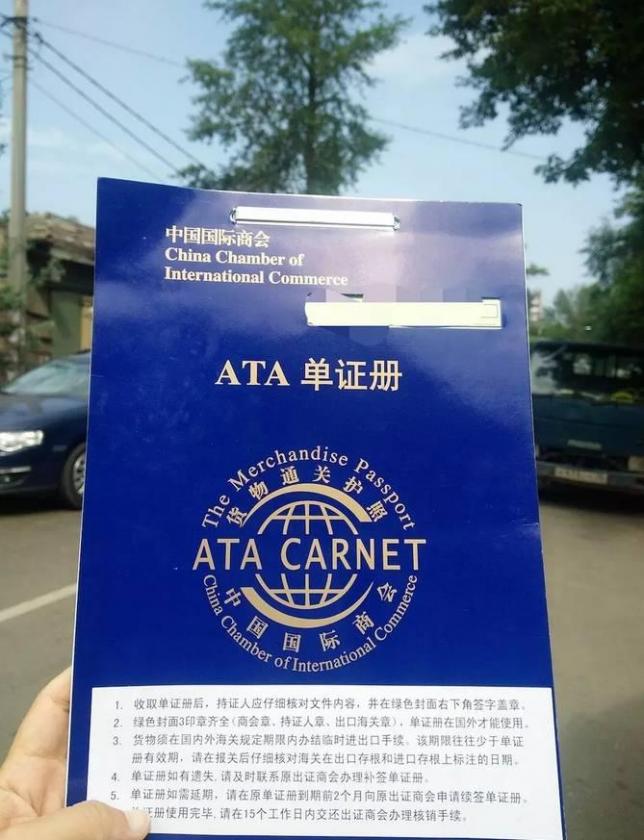 中国国际商会
China Chamber of
International Commerce
ATA 单证册
The Merchandise Passport
货物通关护照
ATA CARNET
中国国际商会
China Chamber of International Commerce
1. 收取单证册后，持证人应仔细核对文件内容，并在绿色封面右下角签字盖章。
2. 绿色封面3印章齐全（商会章、持证人章、出口海关章），单证册在国外才能使用。
3. 货物须在国内外海关规定期限内办结临时进出口手续。该期限往往少于单证
册有效期，请在报关后仔细核对海关在出口存根和进口存根上标注的日期。
4. 单证册如有遗失，请及时联系原出证商会办理补签单证册。
5. 单证册如需延期，请在原单证册到期前2个月向原出证商会申请续签单证册。
证册使用完毕，请在15个工作日内交还出证商会办理核销手续。